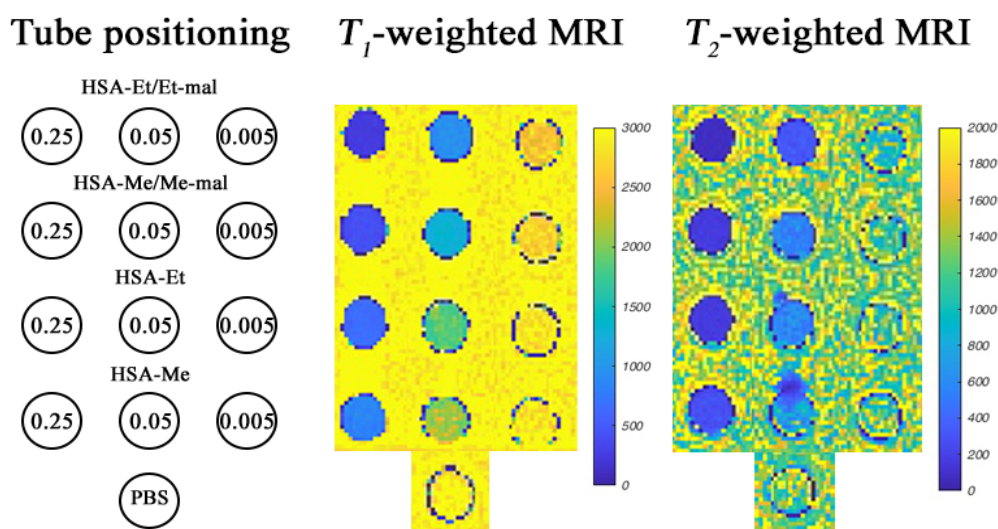 Tube positioning
T1-weighted MRI
T2-weighted MRI
HSA-Et/Et-mal
0.25 0.05 0.005
HSA-Me/Me-mal
0.25 0.05 0.005
HSA-Et
0.25 0.05 0.005
HSA-Me
0.25 0.05 0.005
PBS
3000
2500
2000
1500
1000
500
0
2000
1800
1600
1400
1200
1000
800
600
400
200
0